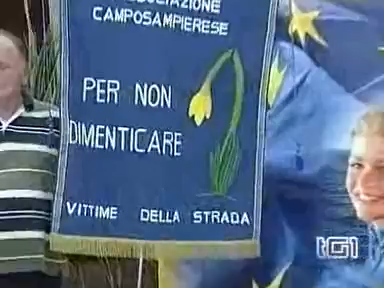 ASSOCIAZIONE
CAMPOSAMPIERESE
PER NON
DIMENTICARE
VITTIME DELLA STRADA
TG1